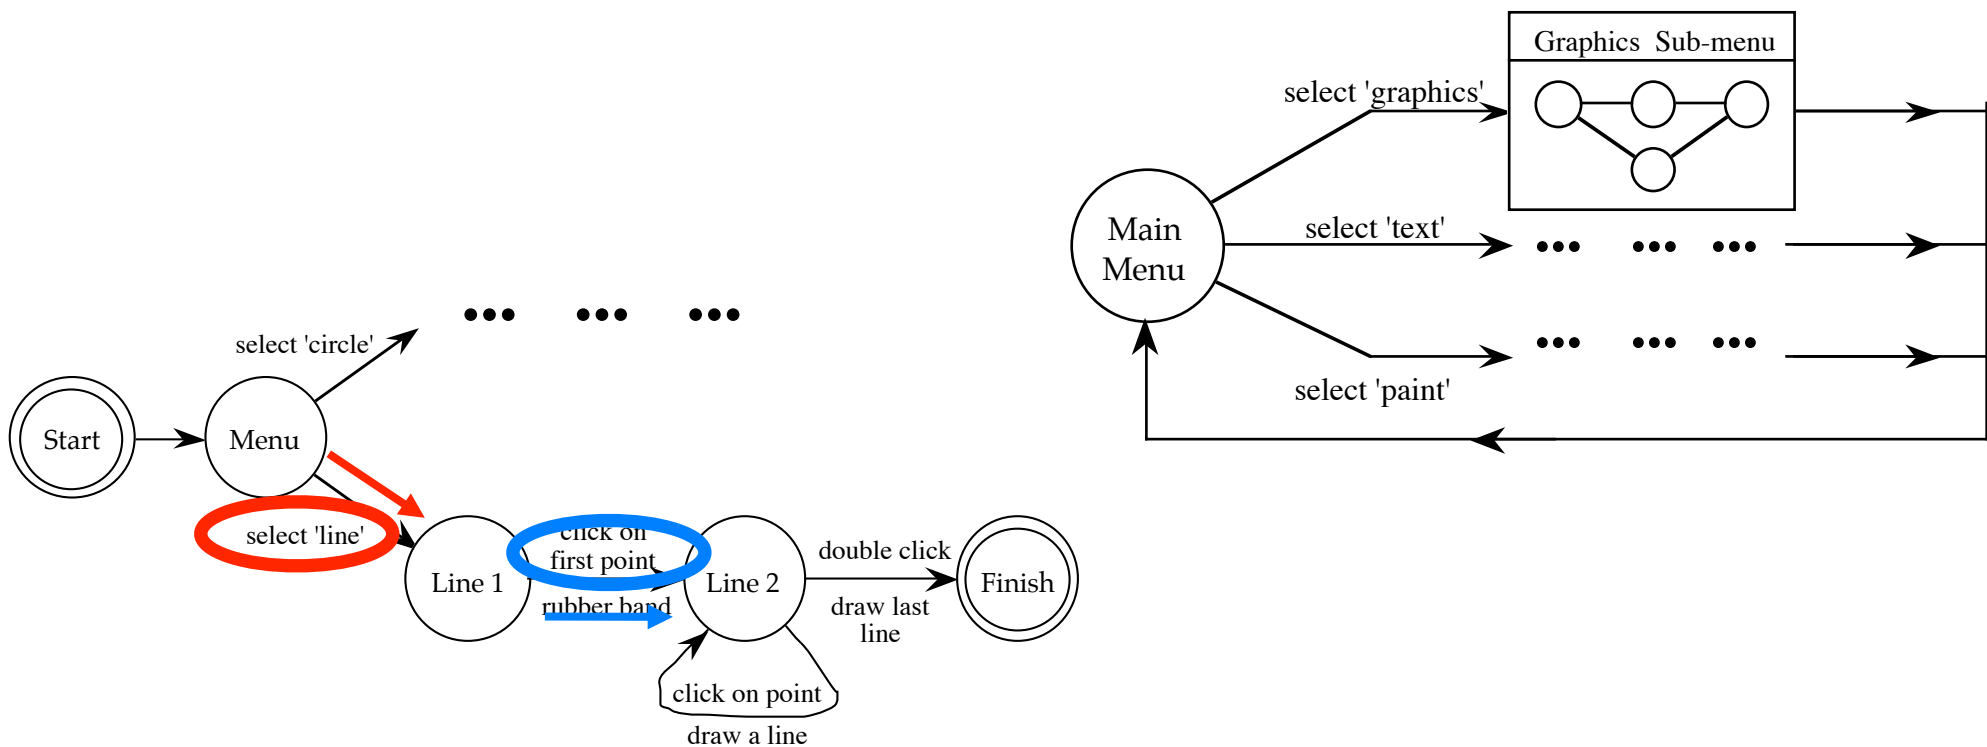 select 'circle'
Start
Menu
select 'line'
Line 1
click on
first point
rubber band
Line 2
click on point
draw a line
double click
draw last
line
Finish
Main
Menu
select 'graphics'
Graphics Sub-menu
select 'text'
select 'paint'